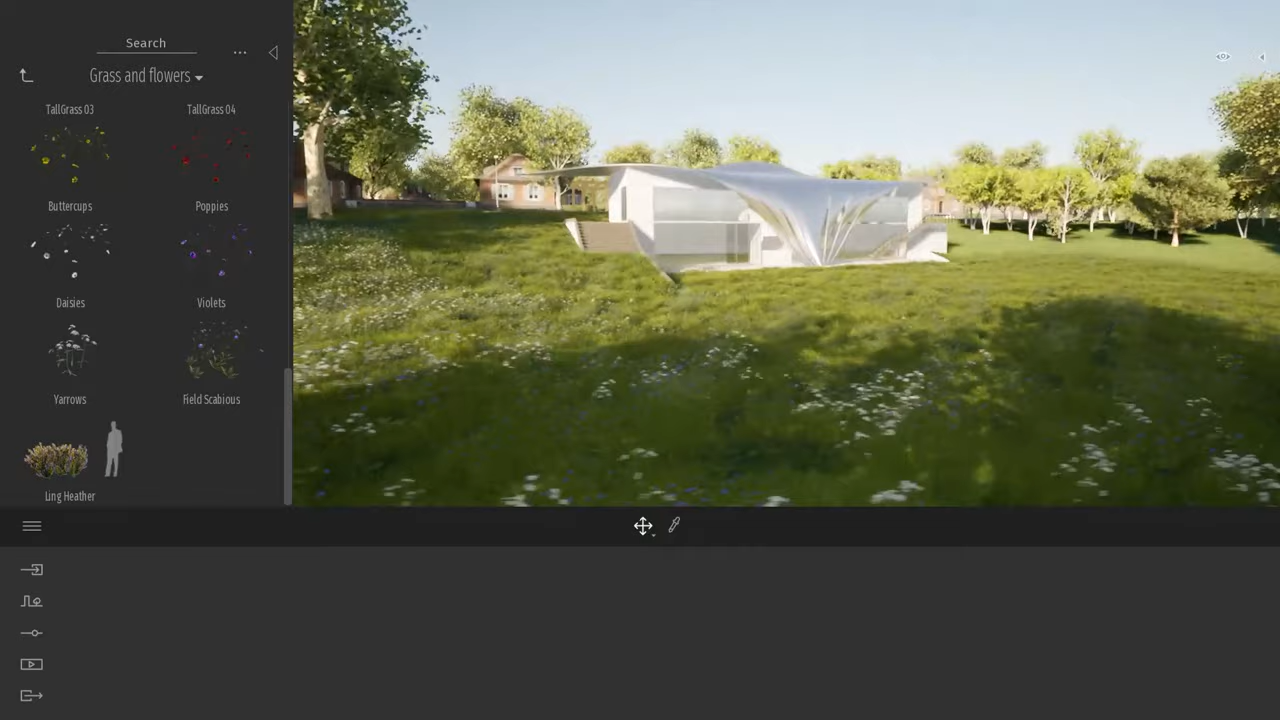 Search
Grass and flowers
TallGrass 03
TallGrass 04
Buttercups
Poppies
Daisies
Violets
Yarrows
Field Scabious
Ling Heather